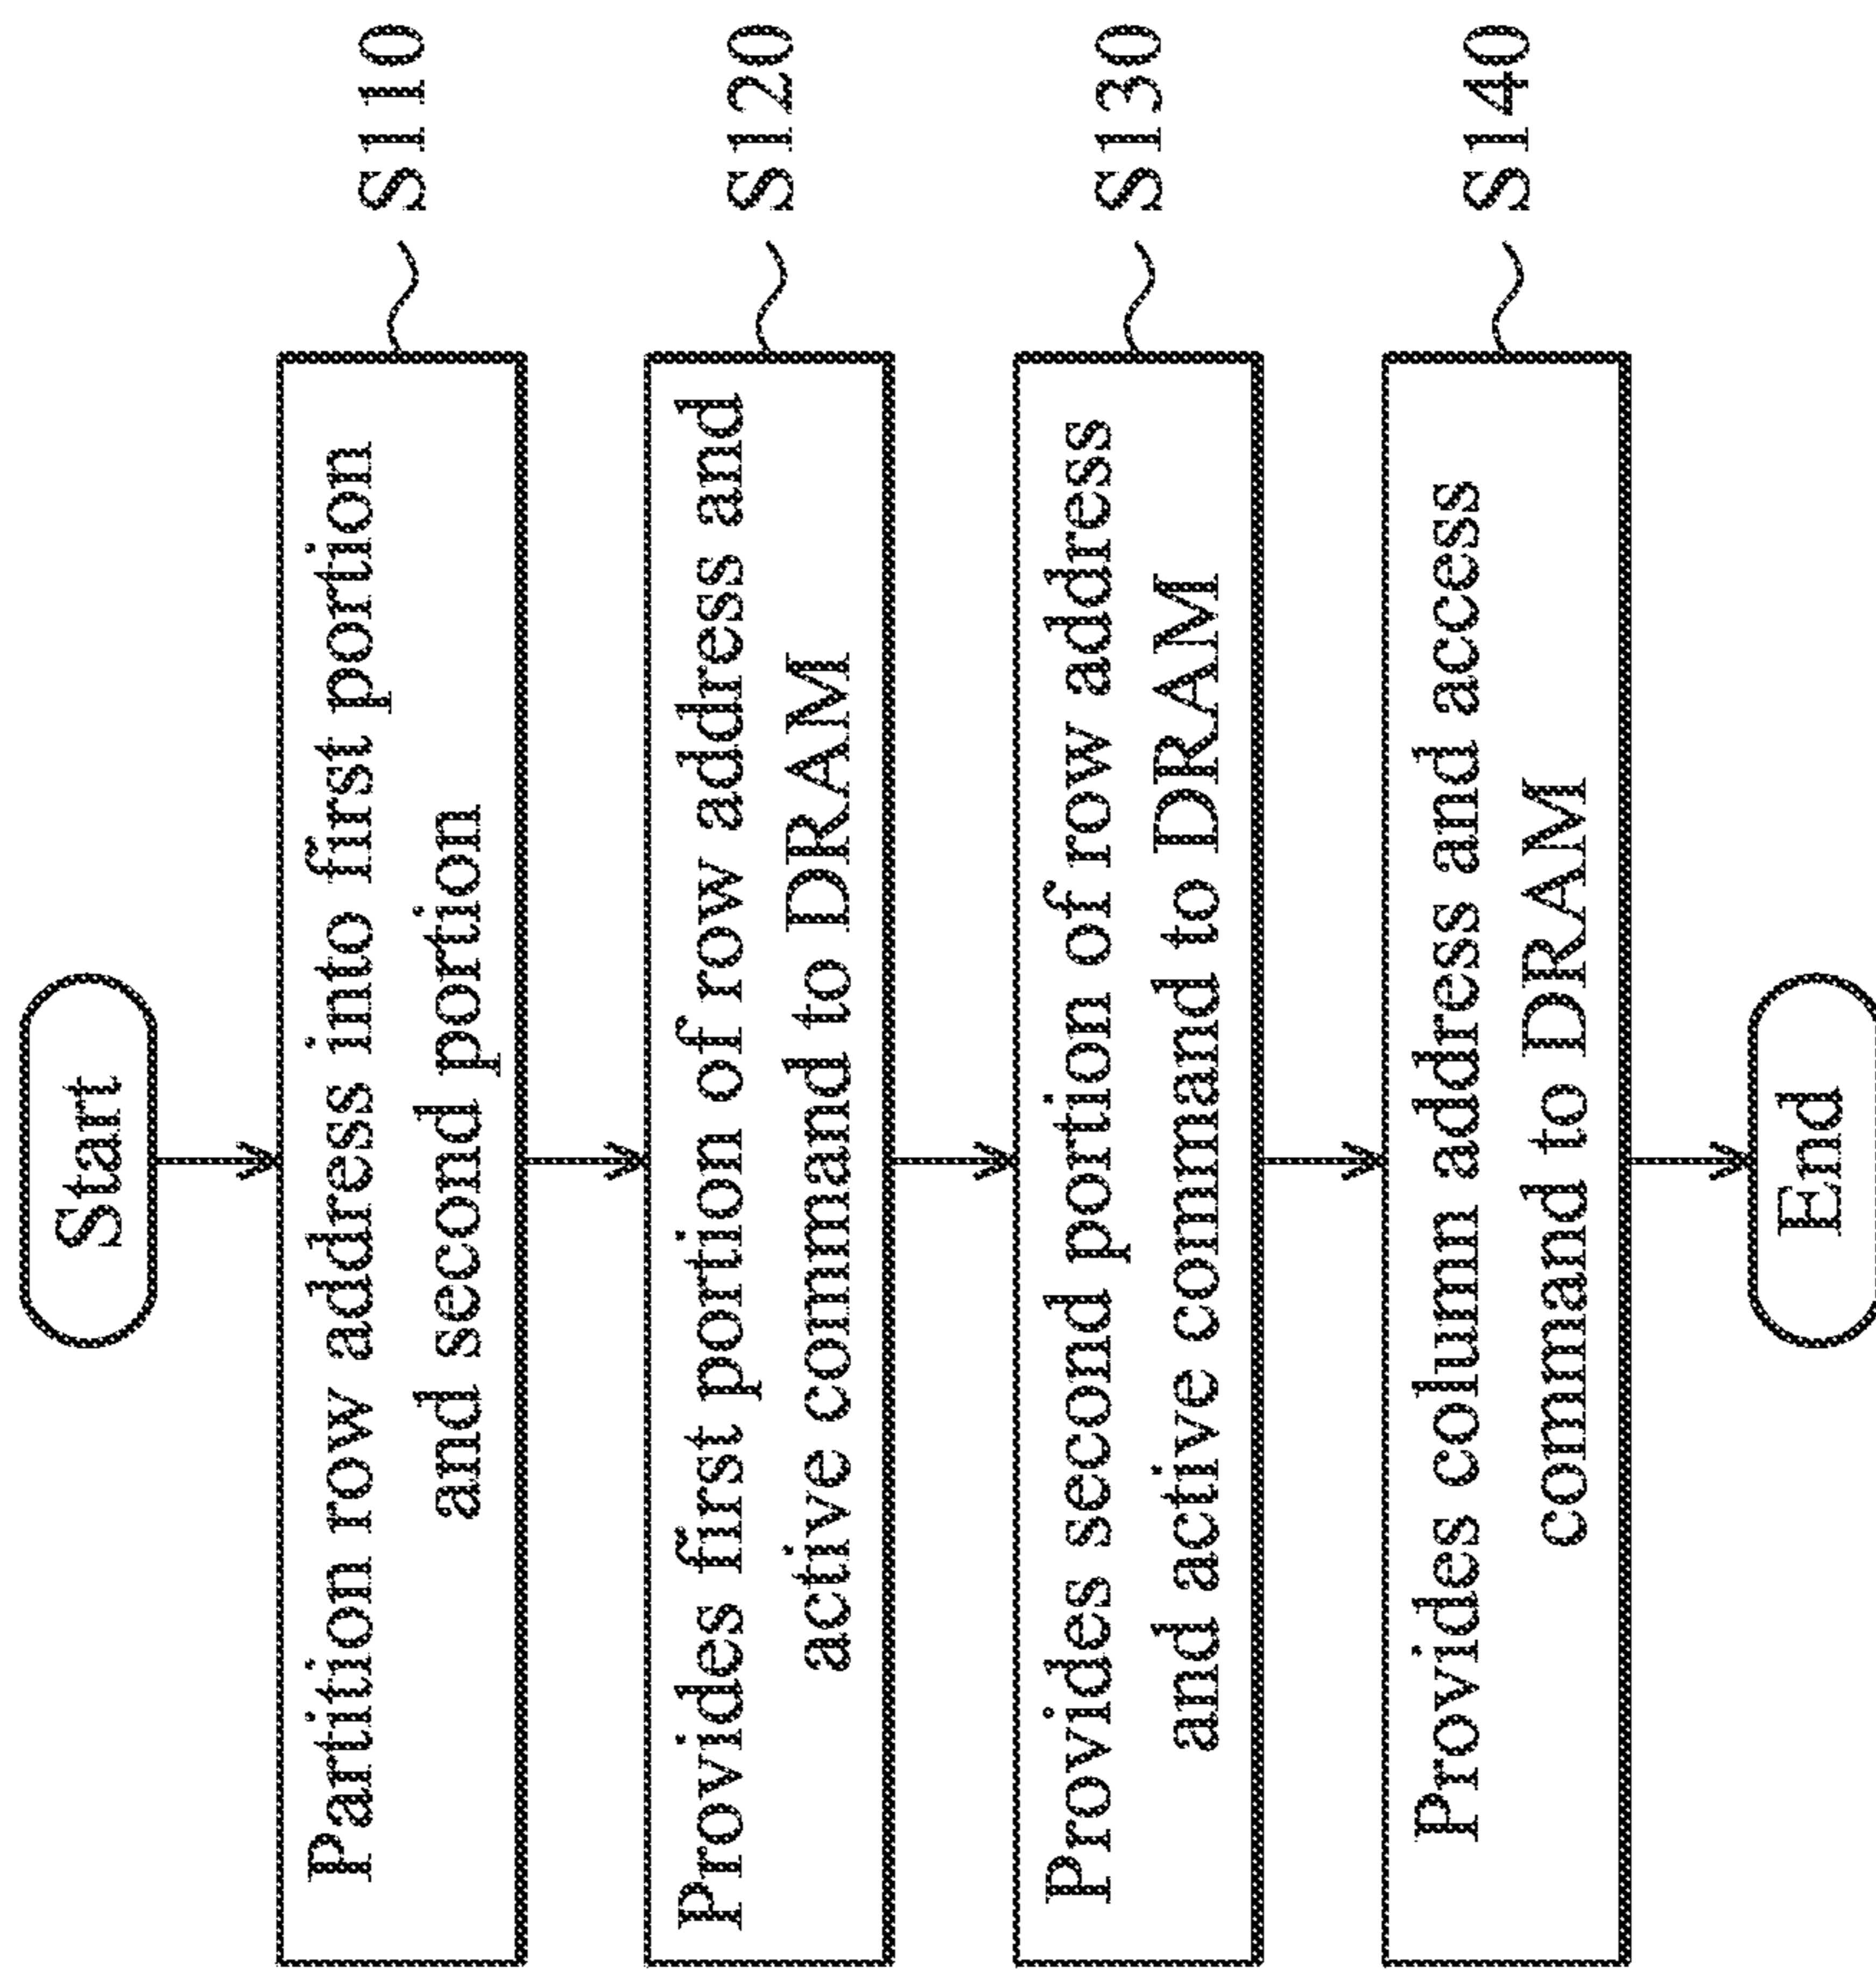 Start
Partition row address into first portion
and second portion
S110
Provides first portion of row address and
active command to DRAM
S120
Provides second portion of row address
and active command to DRAM
S130
Provides column address and access
command to DRAM
S140
End